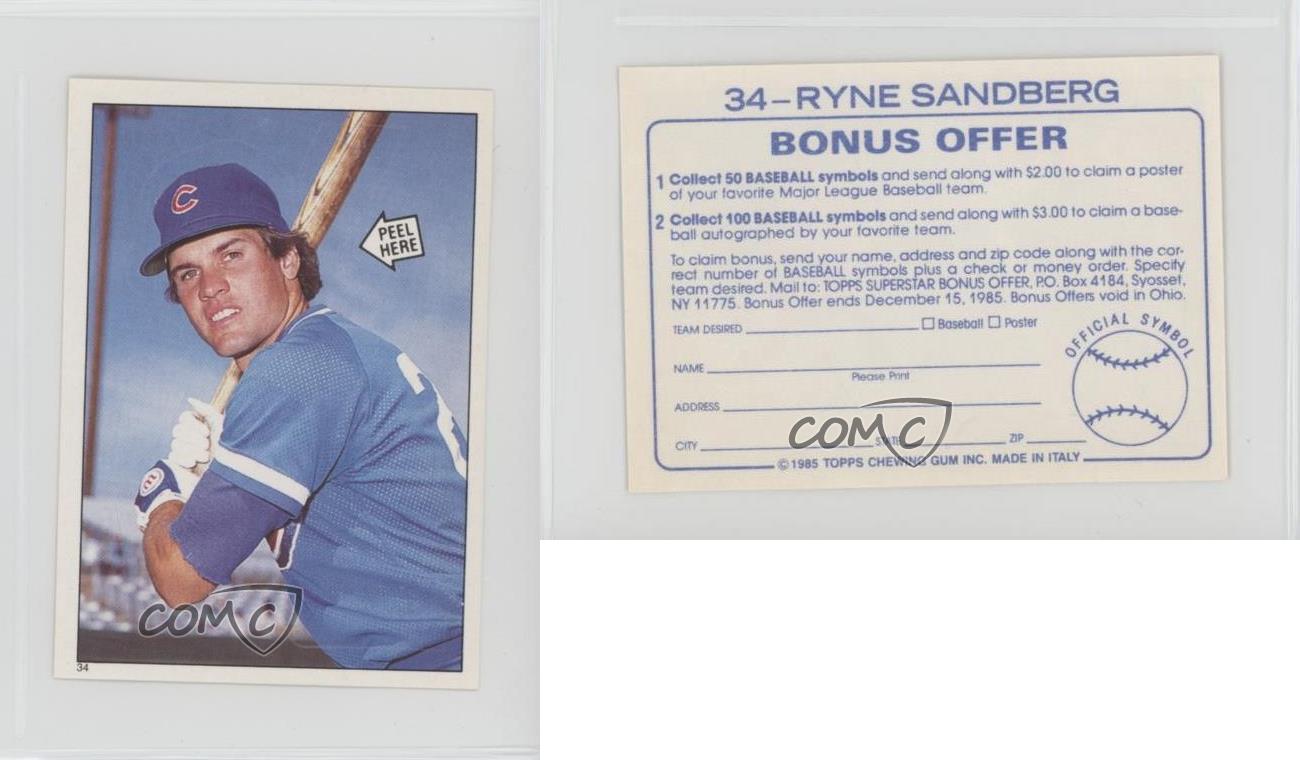 C
PEEL
HERE
34
COMC
34-RYNE SANDBERG
BONUS OFFER
1 Collect 50 BASEBALL symbols and send along with $2.00 to claim a poster
of your favorite Major League Baseball team.
2 Collect 100 BASEBALL symbols and send along with $3.00 to claim a base-
ball autographed by your favorite team.
To claim bonus, send your name, address and zip code along with the cor-
rect number of BASEBALL symbols plus a check or money order. Specify
team desired. Mail to: TOPPS SUPERSTAR BONUS OFFER, P.O. Box 4184, Syosset,
NY 11775. Bonus Offer ends December 15, 1985. Bonus Offers void in Ohio.
TEAM DESIRED Baseball Poster
OFFICIAL SYMBOL
NAME
Please Print
ADDRESS
CITY STATE ZIP
COMC
©1985 TOPPS CHEWING GUM INC. MADE IN ITALY